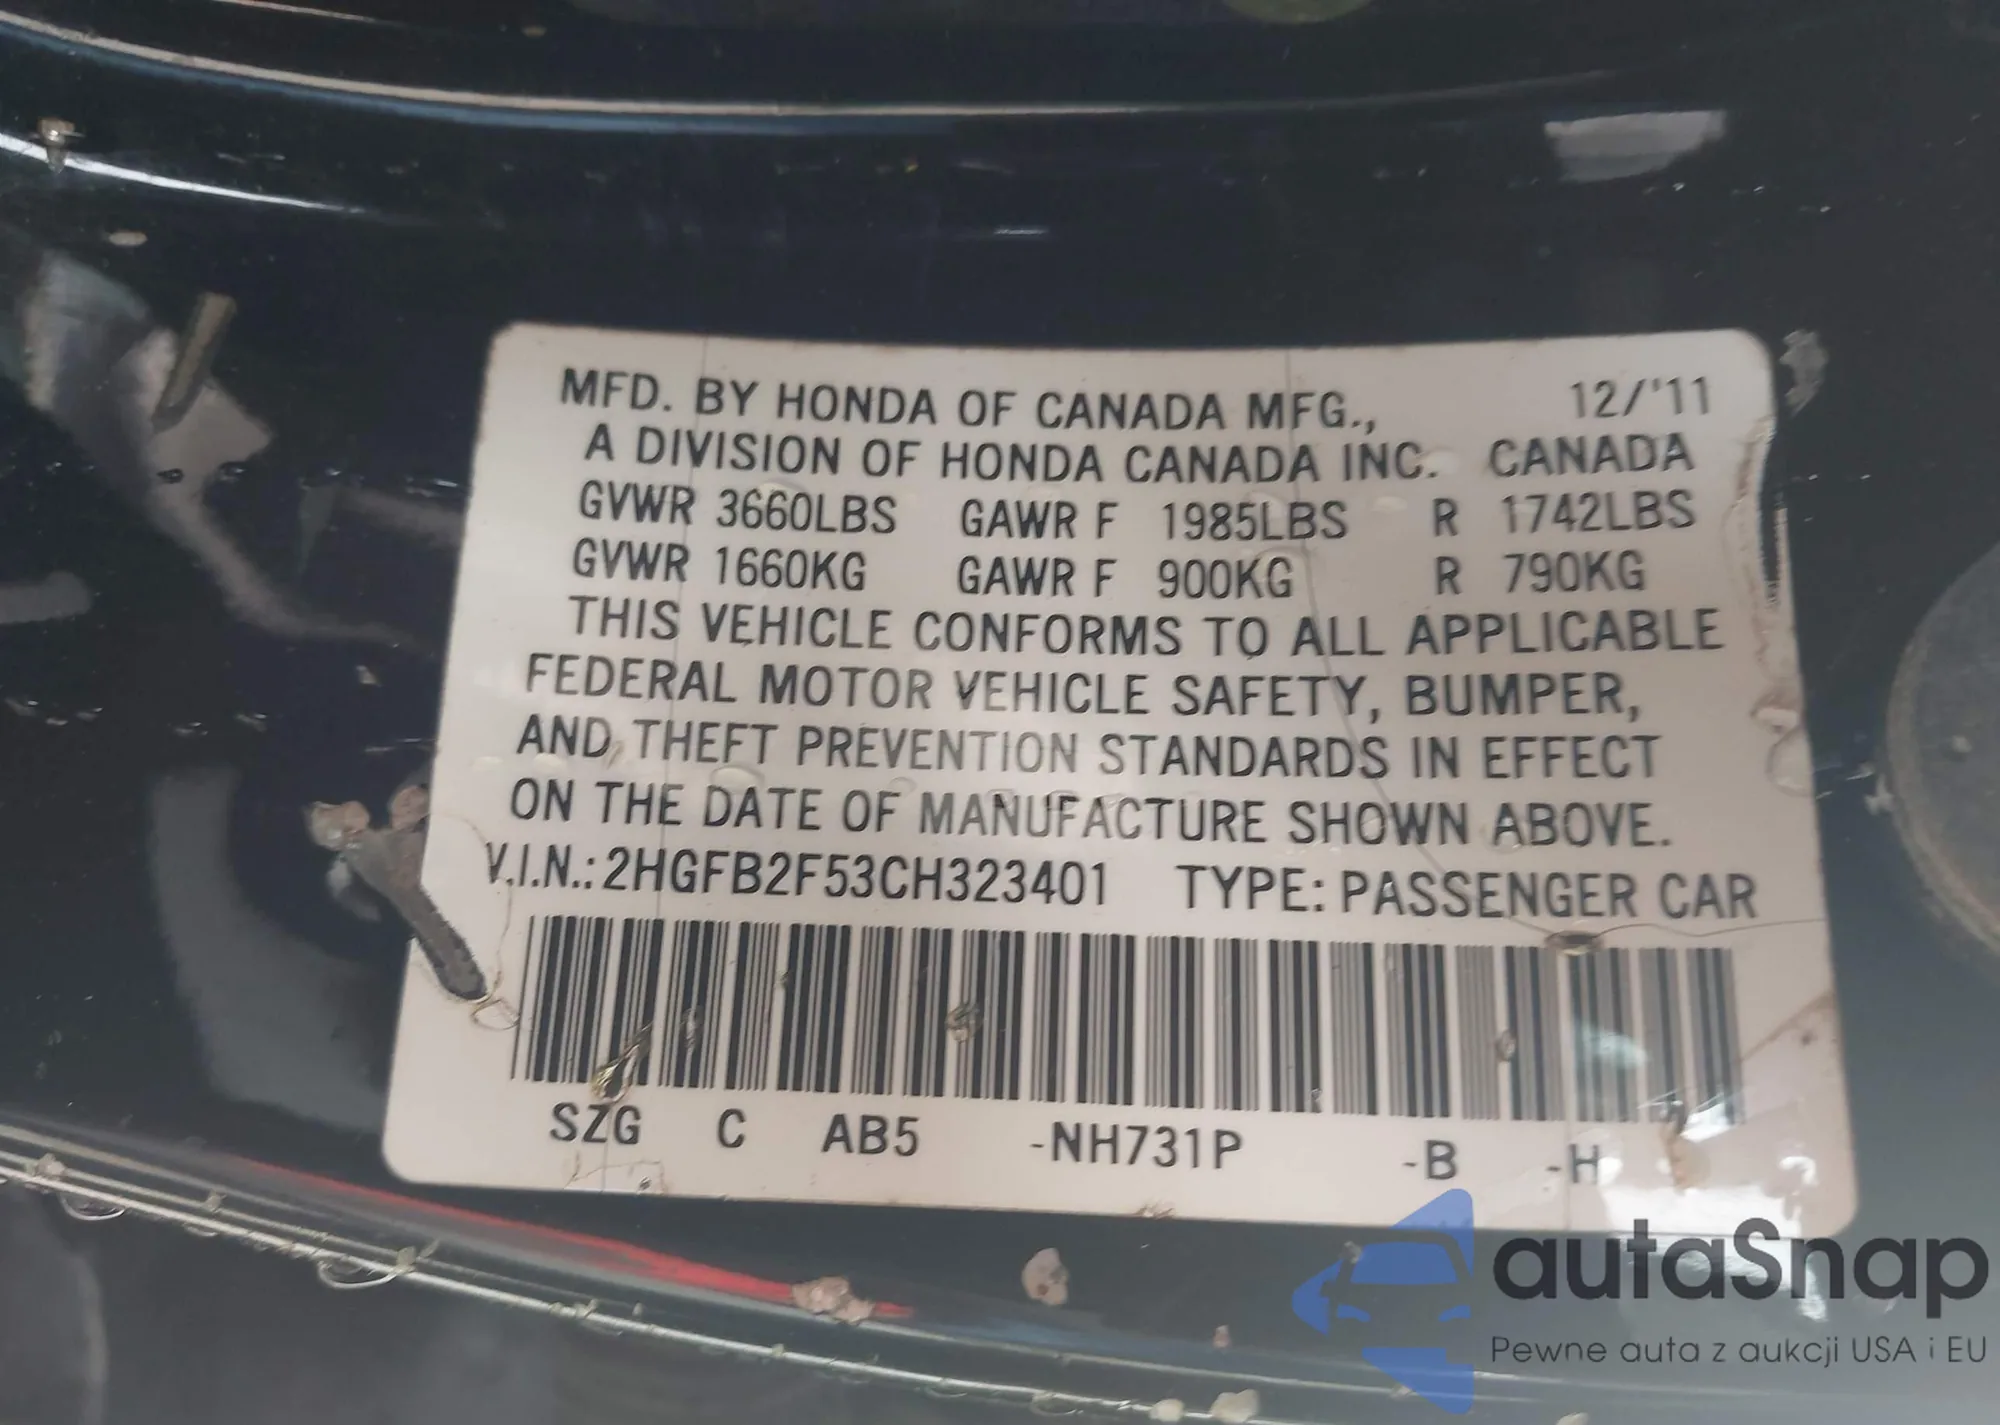 MFD. BY HONDA OF CANADA MFG., 12/'11
A DIVISION OF HONDA CANADA INC. CANADA
GVWR 3660LBS GAWR F 1985LBS R 1742LBS
GVWR 1660KG GAWR F 900KG R 790KG
THIS VEHICLE CONFORMS TO ALL APPLICABLE
FEDERAL MOTOR VEHICLE SAFETY, BUMPER,
AND THEFT PREVENTION STANDARDS IN EFFECT
ON THE DATE OF MANUFACTURE SHOWN ABOVE.
V.I.N.: 2HGFB2F53CH323401 TYPE: PASSENGER CAR
SZG C AB5 -NH731P -B -H
autaSnap
Pewne auta z aukcji USA i EU